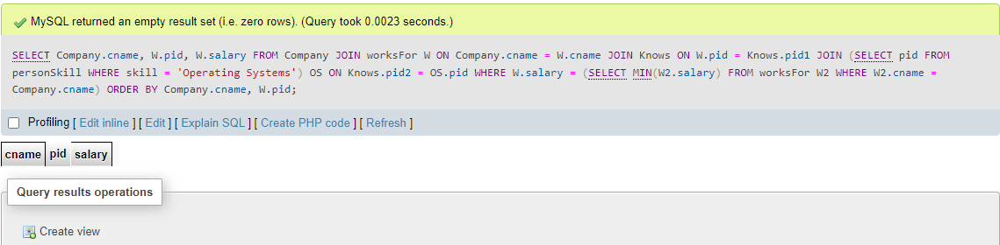 MySQL returned an empty result set (i.e. zero rows). (Query took 0.0023 seconds.)
SELECT Company.cname, W.pid, W.salary FROM Company JOIN worksFor W ON Company.cname = W.cname JOIN Knows ON W.pid = Knows.pid1 JOIN (SELECT pid FROM
personSkill WHERE skill = 'Operating Systems') OS ON Knows.pid2 = OS.pid WHERE W.salary = (SELECT MIN(W2.salary) FROM worksFor W2 WHERE W2.cname =
Company.cname) ORDER BY Company.cname, W.pid;
Profiling [ Edit inline ] [ Edit ] [ Explain SQL ] [ Create PHP code ] [ Refresh ]
cname pid salary
Query results operations
Create view